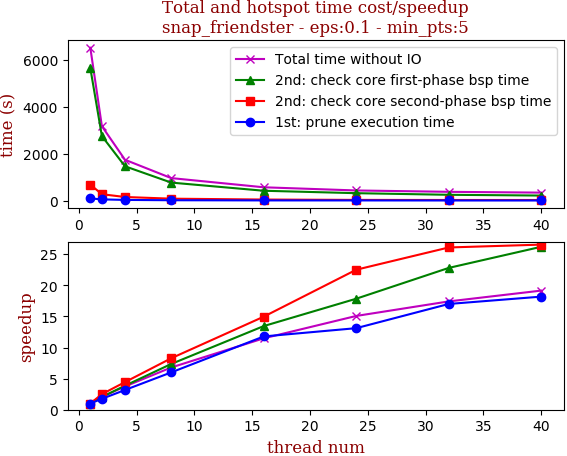 Total and hotspot time cost/speedup
snap_friendster - eps:0.1 - min_pts:5
time (s)
6000
4000
2000
0
Total time without IO
2nd: check core first-phase bsp time
2nd: check core second-phase bsp time
1st: prune execution time
0 5 10 15 20 25 30 35 40
speedup
25
20
15
10
5
0
0 5 10 15 20 25 30 35 40
thread num